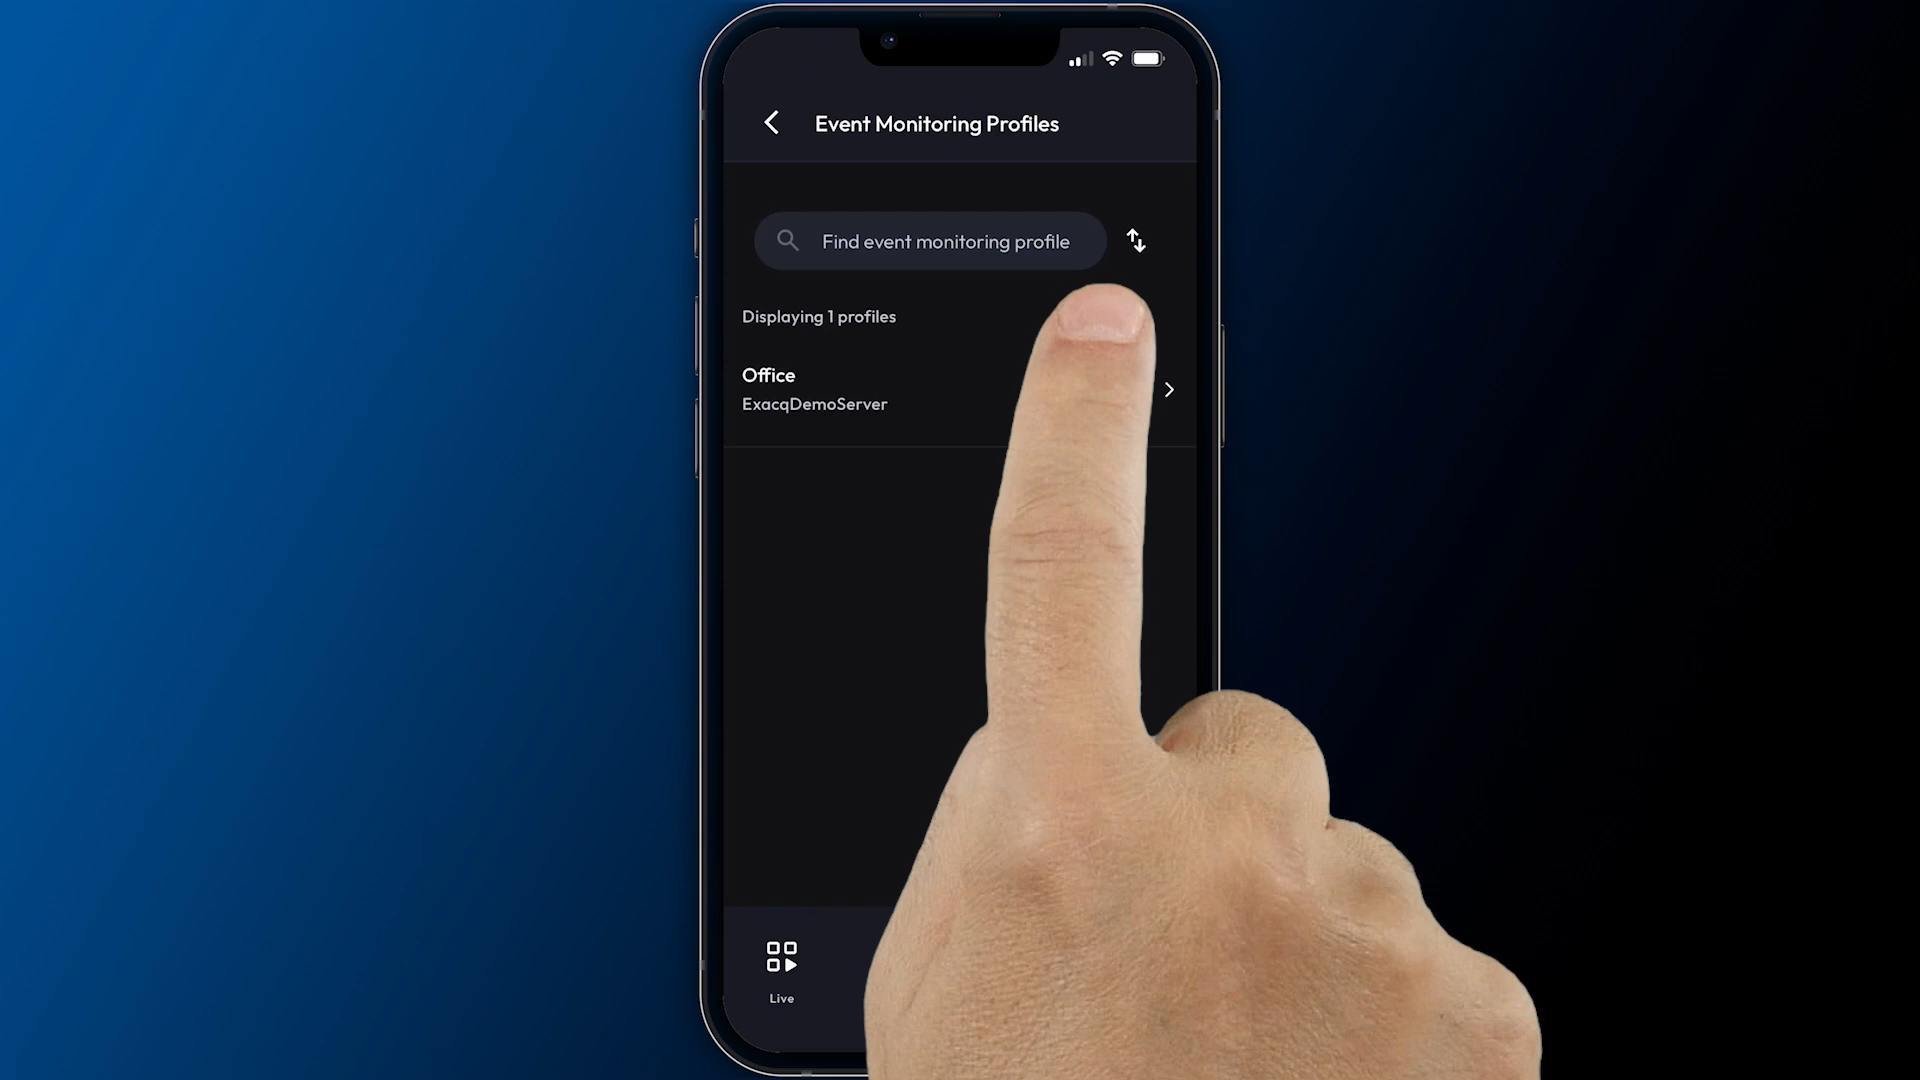 Event Monitoring Profiles
Find event monitoring profile
Displaying 1 profiles
Office
ExacqDemoServer
Live